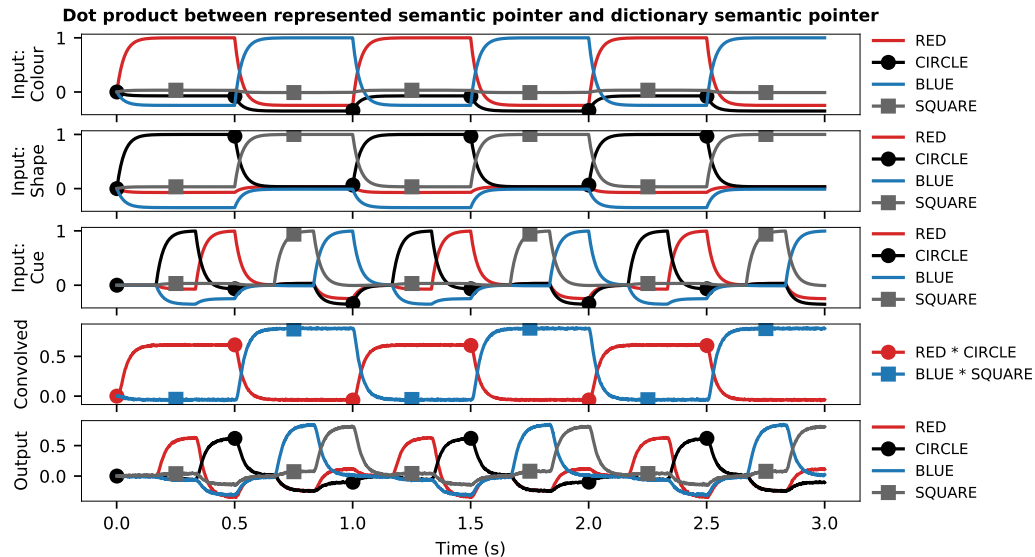 Dot product between represented semantic pointer and dictionary semantic pointer
Input:
Colour
1
0
RED
CIRCLE
BLUE
SQUARE
Input:
Shape
1
0
RED
CIRCLE
BLUE
SQUARE
Input:
Cue
1
0
RED
CIRCLE
BLUE
SQUARE
Convolved
0.5
0.0
RED * CIRCLE
BLUE * SQUARE
Output
0.5
0.0
RED
CIRCLE
BLUE
SQUARE
0.0 0.5 1.0 1.5 2.0 2.5 3.0
Time (s)